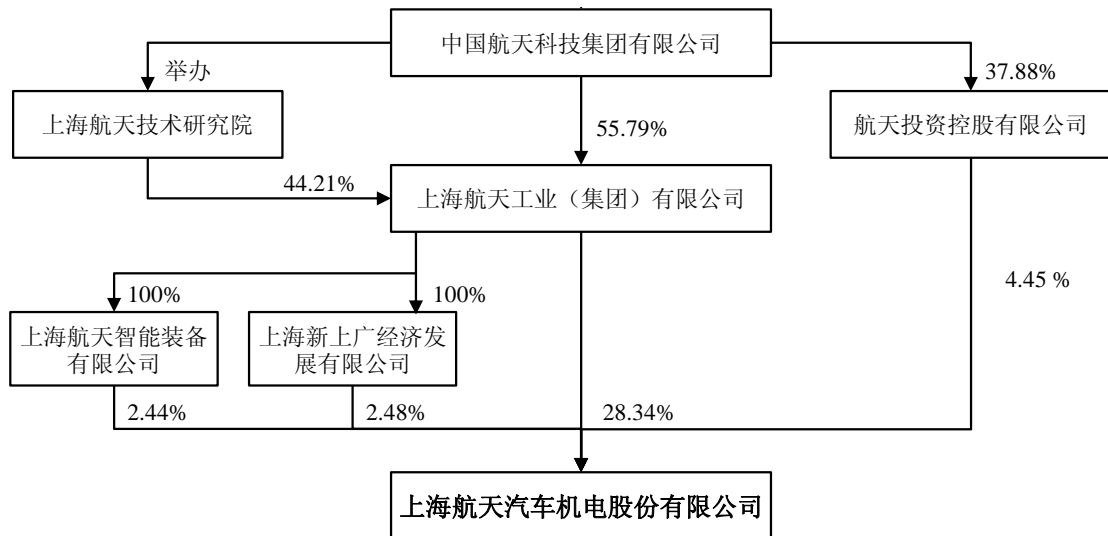 中国航天科技集团有限公司
举办
37.88%
上海航天技术研究院
55.79%
航天投资控股有限公司
44.21%
上海航天工业（集团）有限公司
4.45 %
100%
100%
上海航天智能装备
有限公司
上海新上广经济发
展有限公司
2.44%
2.48%
28.34%
上海航天汽车机电股份有限公司